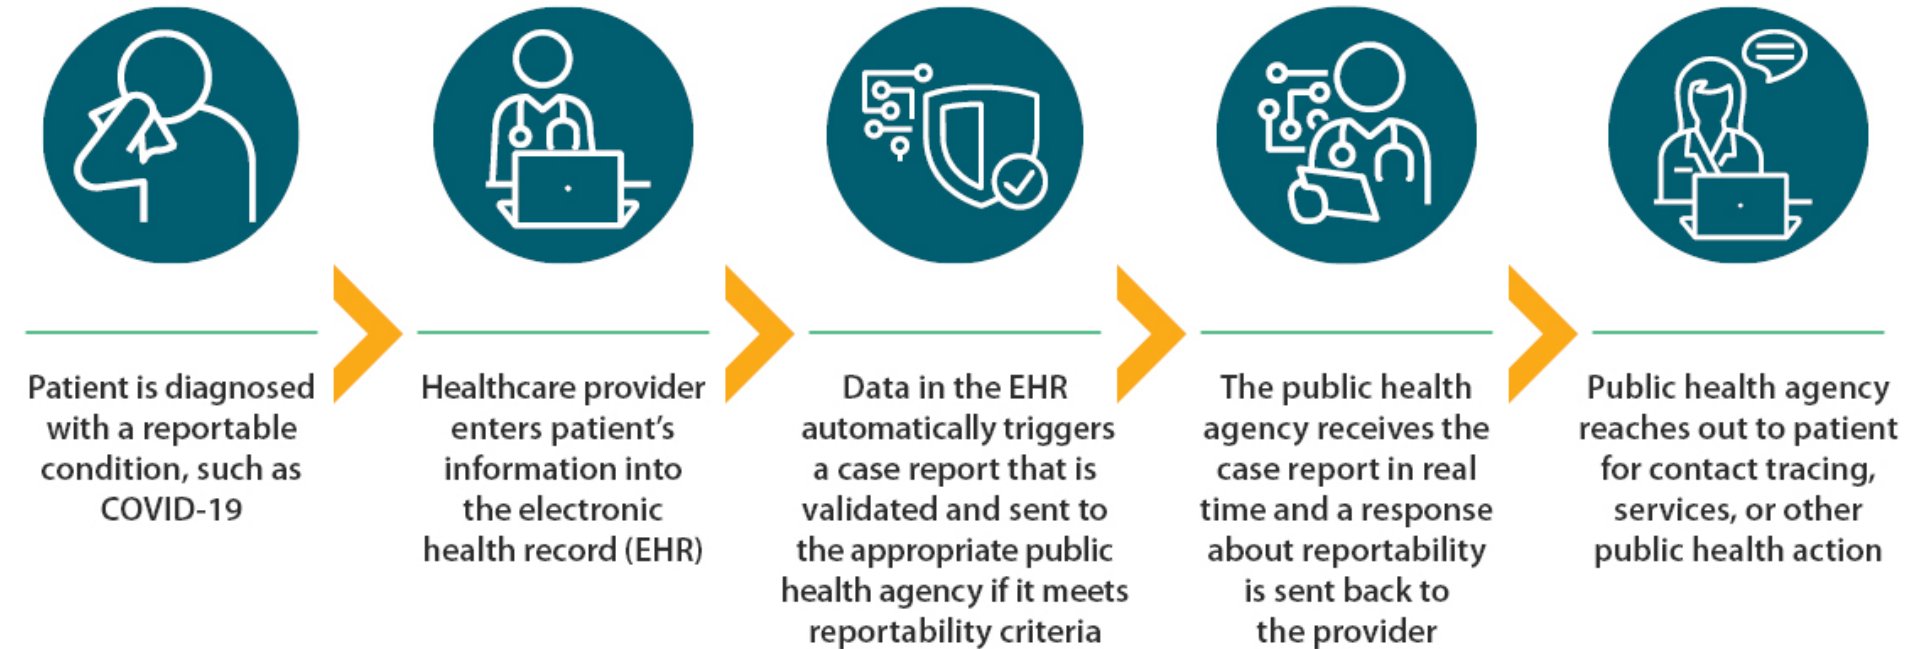 Patient is diagnosed
with a reportable
condition, such as
COVID-19
Healthcare provider
enters patient's
information into
the electronic
health record (EHR)
Data in the EHR
automatically triggers
a case report that is
validated and sent to
the appropriate public
health agency if it meets
reportability criteria
The public health
agency receives the
case report in real
time and a response
about reportability
is sent back to
the provider
Public health agency
reaches out to patient
for contact tracing,
services, or other
public health action